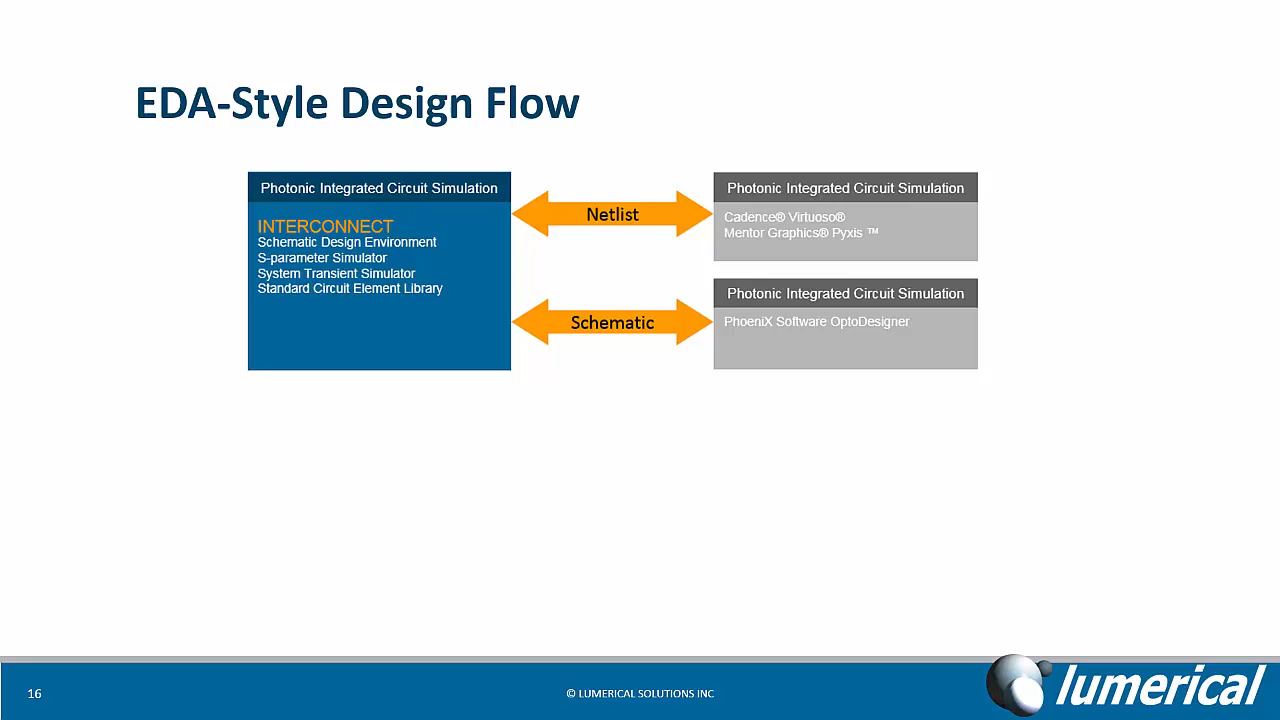 EDA-Style Design Flow
Photonic Integrated Circuit Simulation
INTERCONNECT
Schematic Design Environment
S-parameter Simulator
System Transient Simulator
Standard Circuit Element Library
Netlist
Schematic
Photonic Integrated Circuit Simulation
Cadence® Virtuoso®
Mentor Graphics® Pyxis ™
Photonic Integrated Circuit Simulation
PhoeniX Software OptoDesigner
16
© LUMERICAL SOLUTIONS INC
lumerical